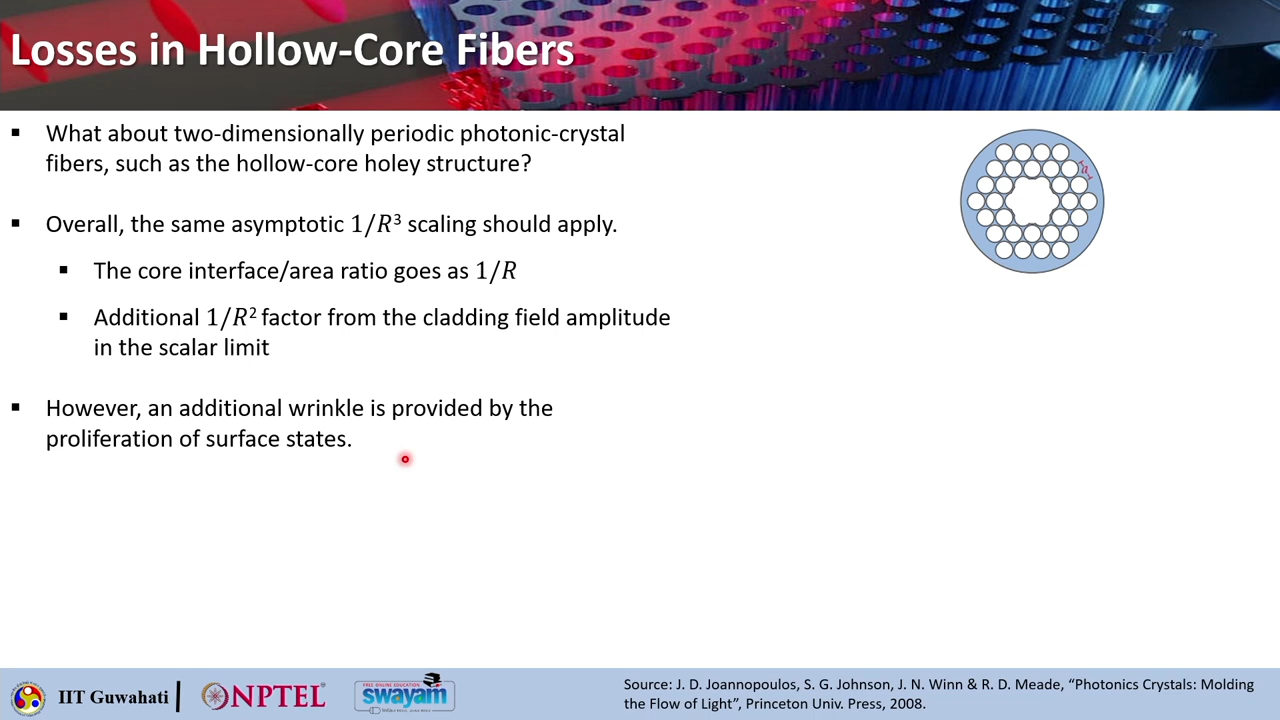 Losses in Hollow-Core Fibers
▪ What about two-dimensionally periodic photonic-crystal
fibers, such as the hollow-core holey structure?
▪ Overall, the same asymptotic 1/R³ scaling should apply.
▪ The core interface/area ratio goes as 1/R
▪ Additional 1/R² factor from the cladding field amplitude
in the scalar limit
▪ However, an additional wrinkle is provided by the
proliferation of surface states.
a
IIT Guwahati
NPTEL
FREE ONLINE EDUCATION
swayam
Source: J. D. Joannopoulos, S. G. Johnson, J. N. Winn & R. D. Meade, “Photonics Crystals: Molding
the Flow of Light”, Princeton Univ. Press, 2008.